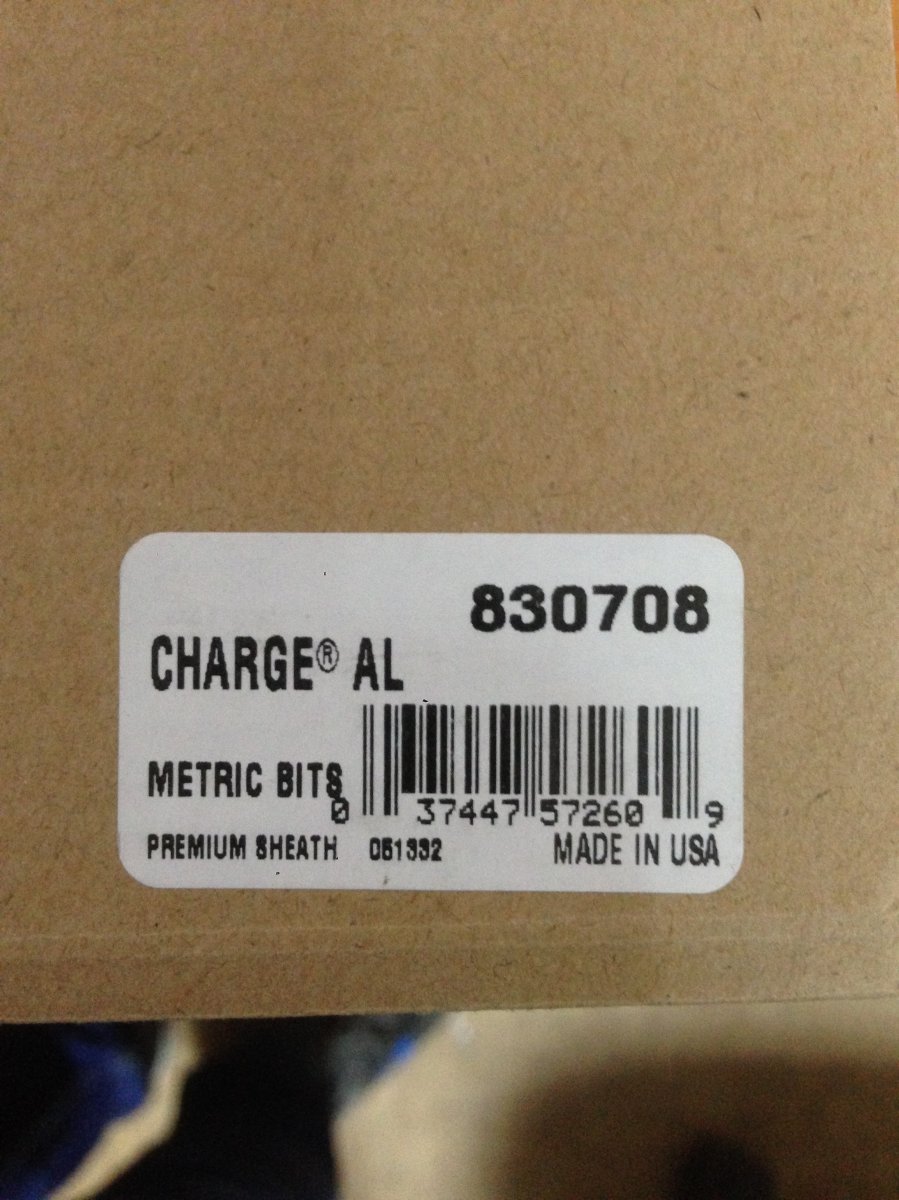 830708
CHARGE® AL
METRIC BITS
0 37447 57260 9
PREMIUM SHEATH 051332 MADE IN USA